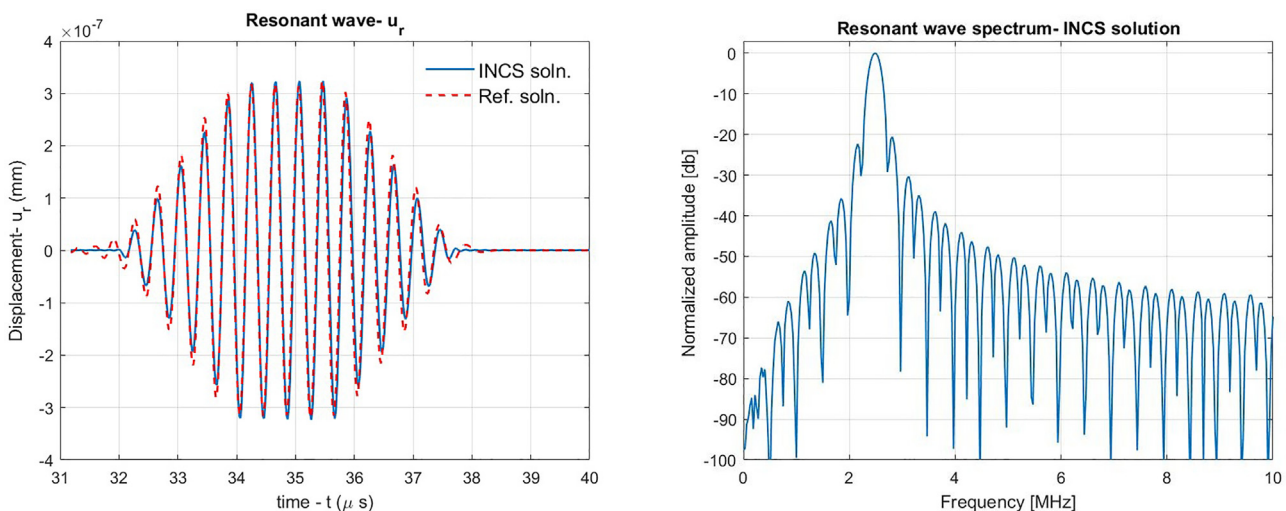 Resonant wave- u_r
×10^-7
4
3
2
1
0
-1
-2
-3
-4
Displacement- u_r (mm)
INCS soln.
Ref. soln.
31 32 33 34 35 36 37 38 39 40
time - t (μ s)
Resonant wave spectrum- INCS solution
0
-10
-20
-30
-40
-50
-60
-70
-80
-90
-100
Normalized amplitude [db]
0 2 4 6 8 10
Frequency [MHz]